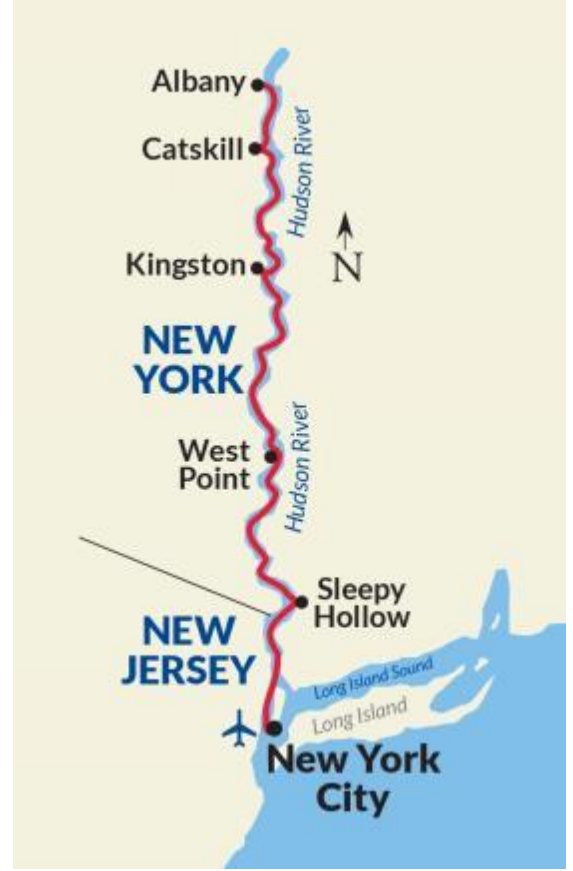 Albany
Catskill
Hudson River
N
Kingston
NEW
YORK
West
Point
Hudson River
Sleepy
Hollow
NEW
JERSEY
Long Island Sound
Long Island
New York
City